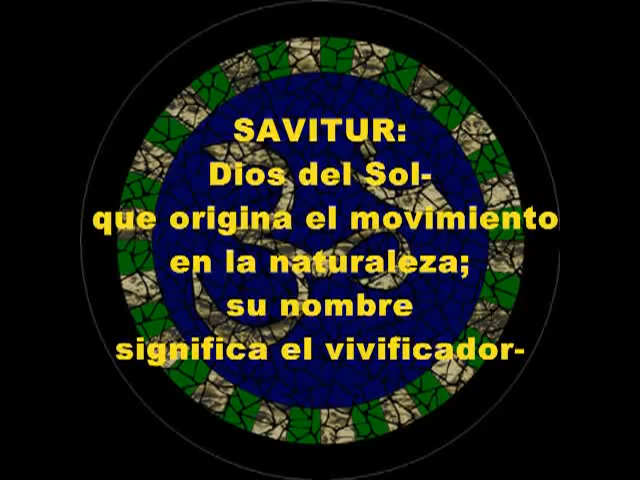 SAVITUR:
Dios del Sol-
que origina el movimiento
en la naturaleza;
su nombre
significa el vivificador-